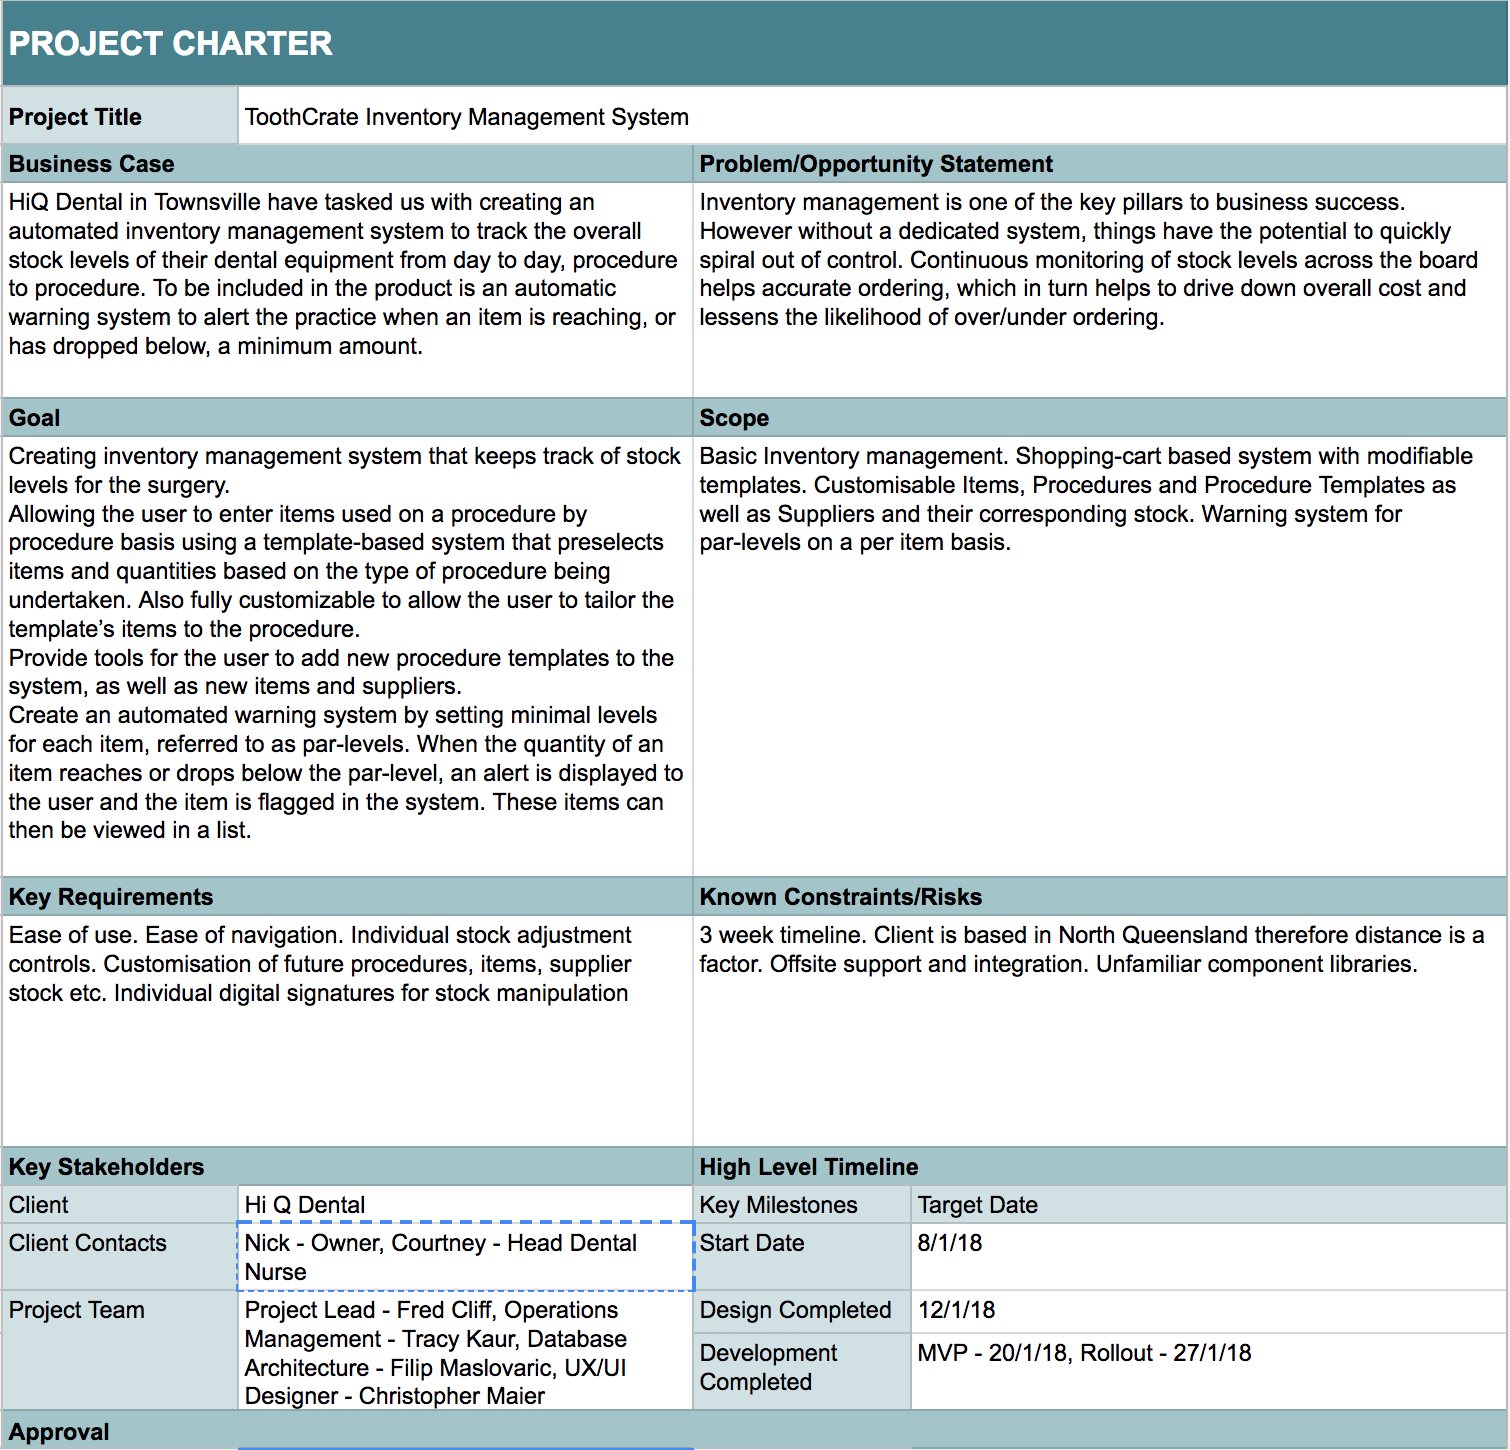 PROJECT CHARTER
Project Title
ToothCrate Inventory Management System
Business Case
HiQ Dental in Townsville have tasked us with creating an
automated inventory management system to track the overall
stock levels of their dental equipment from day to day, procedure
to procedure. To be included in the product is an automatic
warning system to alert the practice when an item is reaching, or
has dropped below, a minimum amount.
Problem/Opportunity Statement
Inventory management is one of the key pillars to business success.
However without a dedicated system, things have the potential to quickly
spiral out of control. Continuous monitoring of stock levels across the board
helps accurate ordering, which in turn helps to drive down overall cost and
lessens the likelihood of over/under ordering.
Goal
Creating inventory management system that keeps track of stock
levels for the surgery.
Allowing the user to enter items used on a procedure by
procedure basis using a template-based system that preselects
items and quantities based on the type of procedure being
undertaken. Also fully customizable to allow the user to tailor the
template’s items to the procedure.
Provide tools for the user to add new procedure templates to the
system, as well as new items and suppliers.
Create an automated warning system by setting minimal levels
for each item, referred to as par-levels. When the quantity of an
item reaches or drops below the par-level, an alert is displayed to
the user and the item is flagged in the system. These items can
then be viewed in a list.
Scope
Basic Inventory management. Shopping-cart based system with modifiable
templates. Customisable Items, Procedures and Procedure Templates as
well as Suppliers and their corresponding stock. Warning system for
par-levels on a per item basis.
Key Requirements
Ease of use. Ease of navigation. Individual stock adjustment
controls. Customisation of future procedures, items, supplier
stock etc. Individual digital signatures for stock manipulation
Known Constraints/Risks
3 week timeline. Client is based in North Queensland therefore distance is a
factor. Offsite support and integration. Unfamiliar component libraries.
Key Stakeholders
Client
Hi Q Dental
Client Contacts
Nick - Owner, Courtney - Head Dental
Nurse
Project Team
Project Lead - Fred Cliff, Operations
Management - Tracy Kaur, Database
Architecture - Filip Maslovaric, UX/UI
Designer - Christopher Maier
High Level Timeline
Key Milestones
Target Date
Start Date
8/1/18
Design Completed
12/1/18
Development
Completed
MVP - 20/1/18, Rollout - 27/1/18
Approval